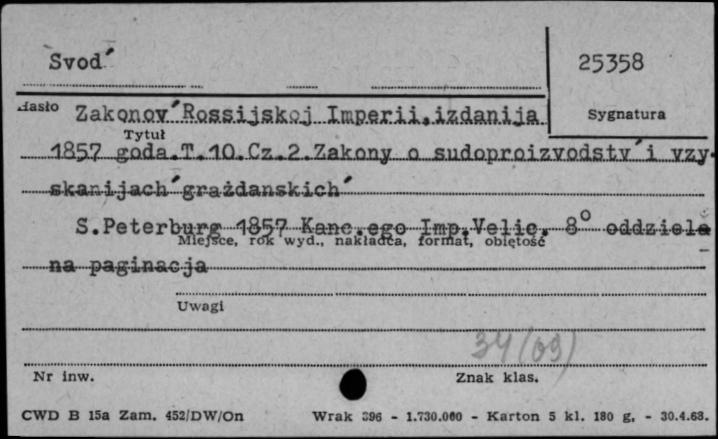 Svod´
25358
Hasło
Zakonov´Rossijskoj Imperii.izdanija
Sygnatura
Tytuł
1857 goda.T.10.Cz.2.Zakony o sudoproizvodstv´i vzy-
skanijach´grażdanskich´
S.Peterburg 1857 Kanc.ego Imp.Velic. 8° oddziel-
Miejsce, rok wyd., nakładca, format, objętość
na paginacja
Uwagi
34(09)
Nr inw.
Znak klas.
CWD B 15a Zam. 452/DW/On
Wrak 396 - 1.730.000 - Karton 5 kl. 180 g. - 30.4.68.